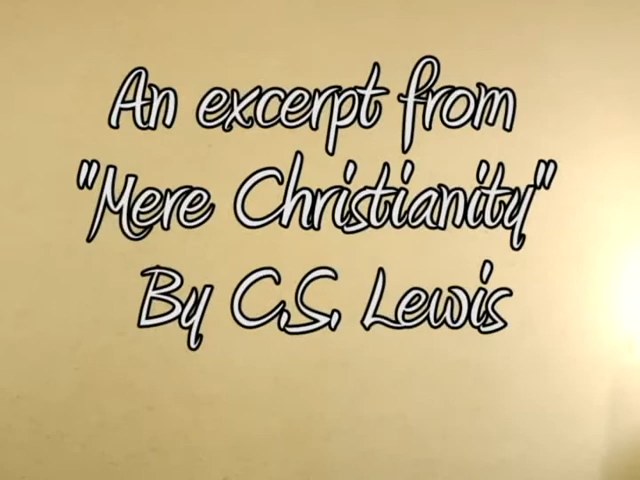 An excerpt from
"Mere Christianity"
By C.S. Lewis